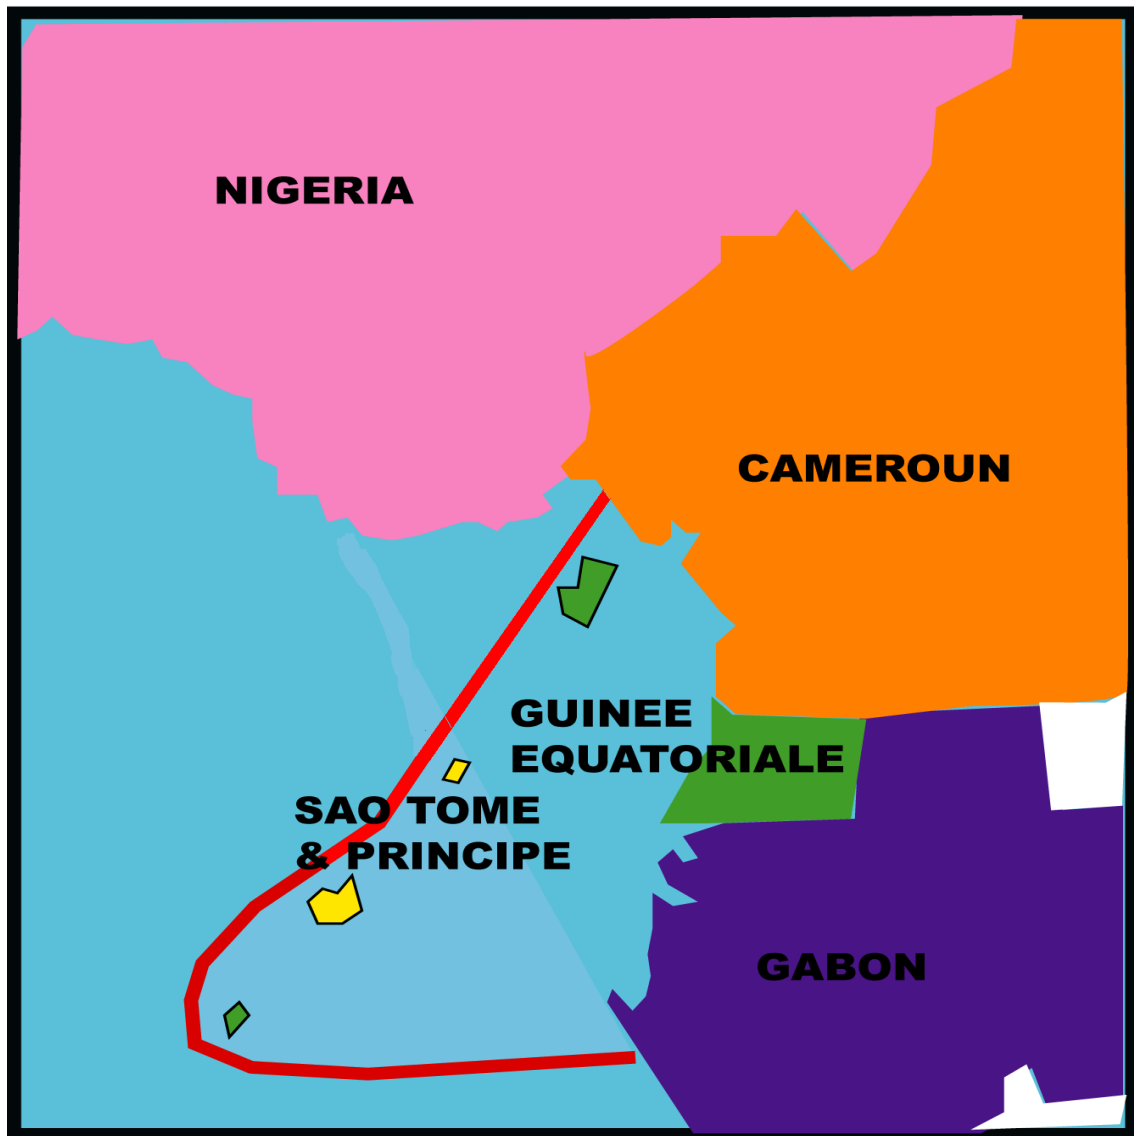 NIGERIA
CAMEROUN
GUINEE
EQUATORIALE
SAO TOME
& PRINCIPE
GABON